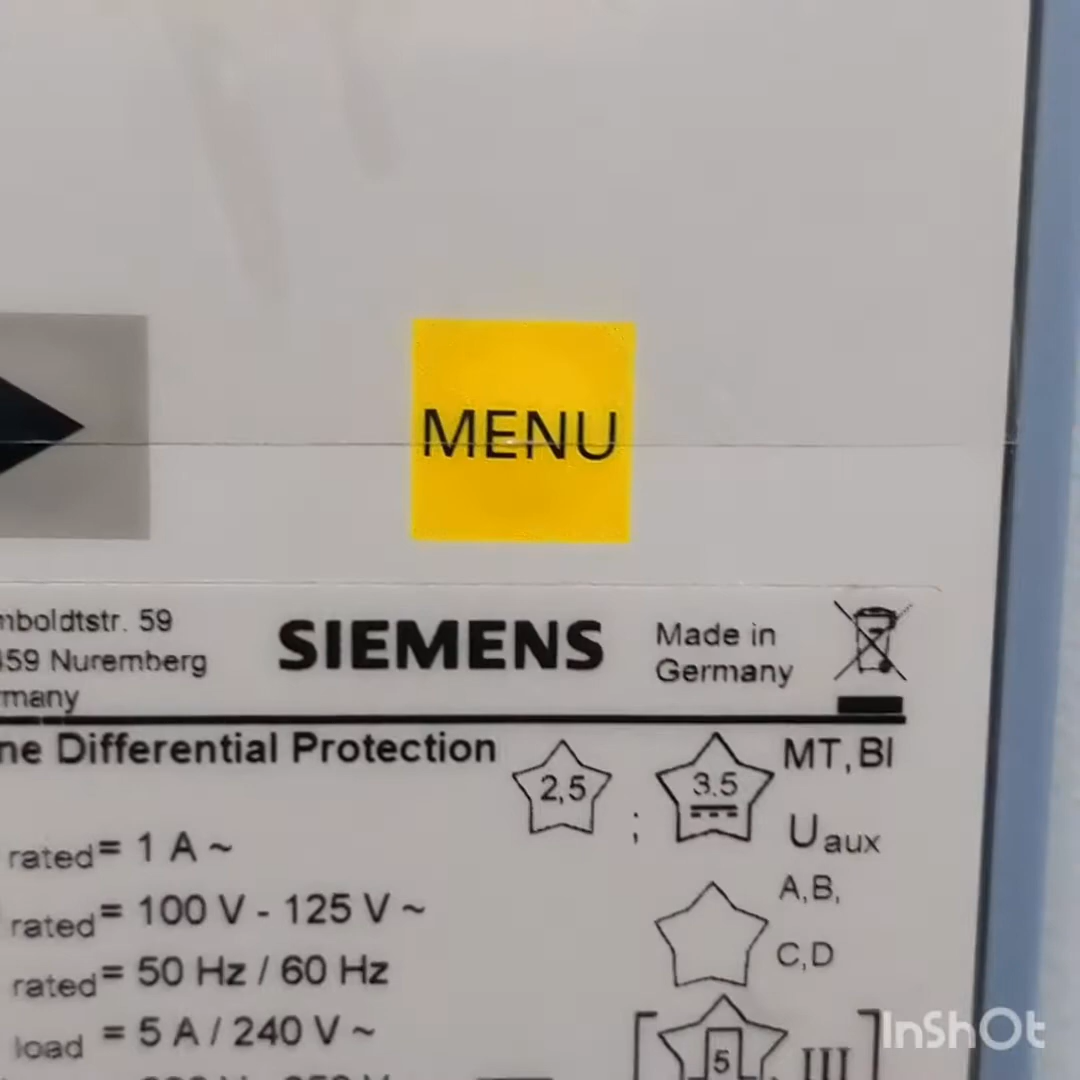 MENU
mboldtstr. 59
459 Nuremberg
rmany
SIEMENS
Made in
Germany
ne Differential Protection
2,5
;
3.5
MT,BI
Uaux
rated = 1 A ~
A,B,
rated = 100 V - 125 V ~
C,D
rated = 50 Hz / 60 Hz
load = 5 A / 240 V ~
[ 5 III ]
InShOt